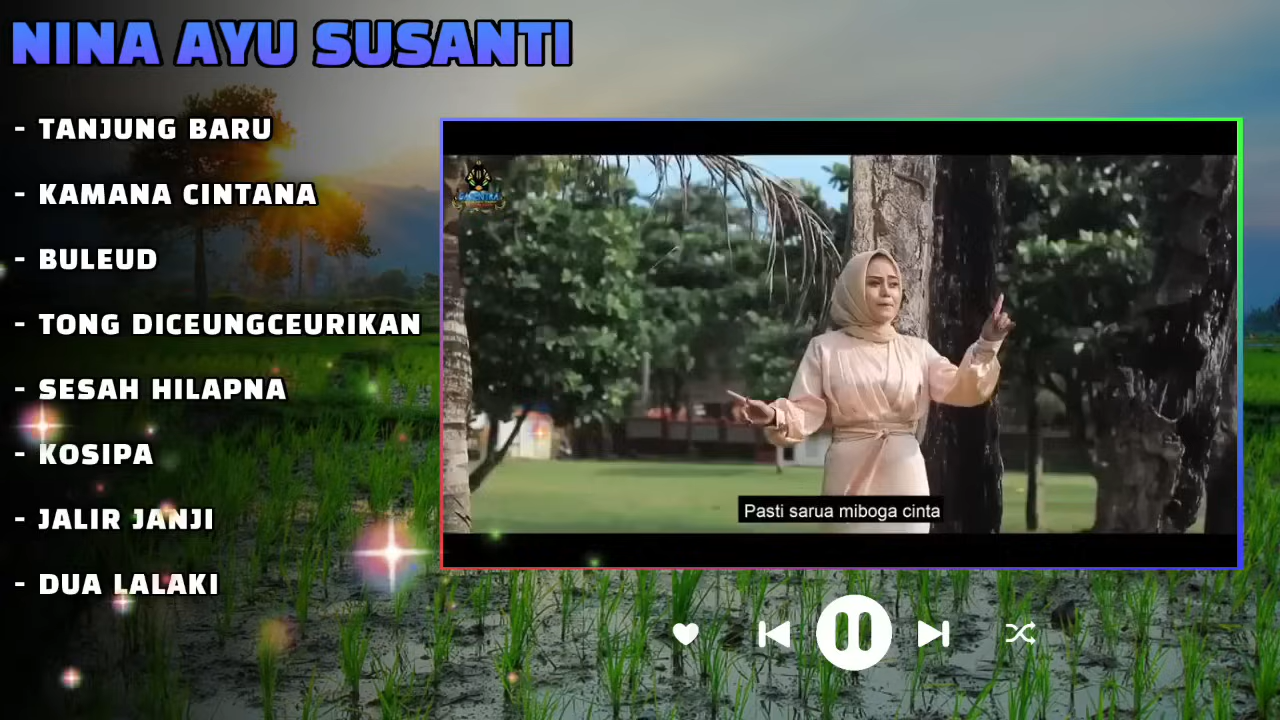 NINA AYU SUSANTI
- TANJUNG BARU
- KAMANA CINTANA
- BULEUD
- TONG DICEUNGCEURIKAN
- SESAH HILAPNA
- KOSIPA
- JALIR JANJI
- DUA LALAKI
Pasti sarua miboga cinta